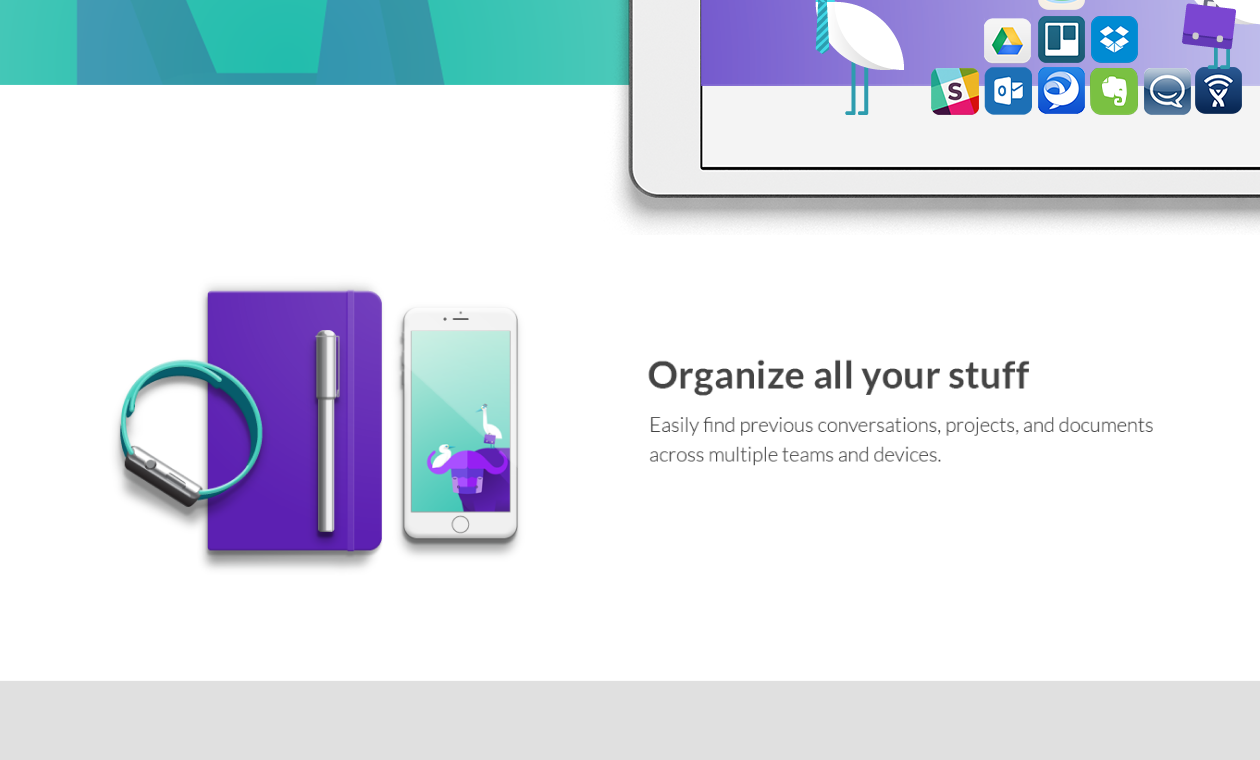 S
Organize all your stuff
Easily find previous conversations, projects, and documents
across multiple teams and devices.